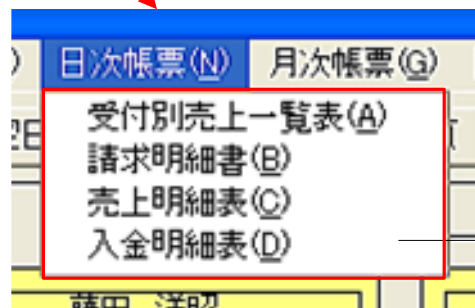 日次帳票(N) 月次帳票(G)
受付別売上一覧表(A)
請求明細書(B)
売上明細表(C)
入金明細表(D)